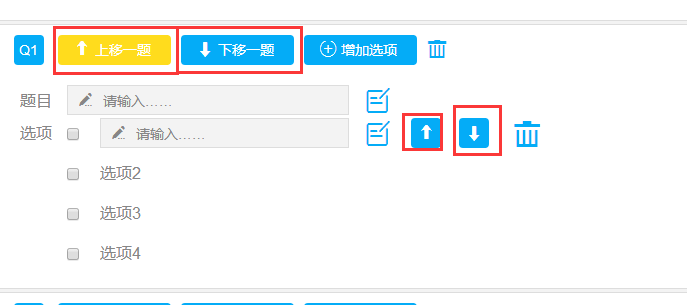 Q1 上移一题 下移一题 增加选项
题目 请输入......
选项 请输入......
选项2
选项3
选项4